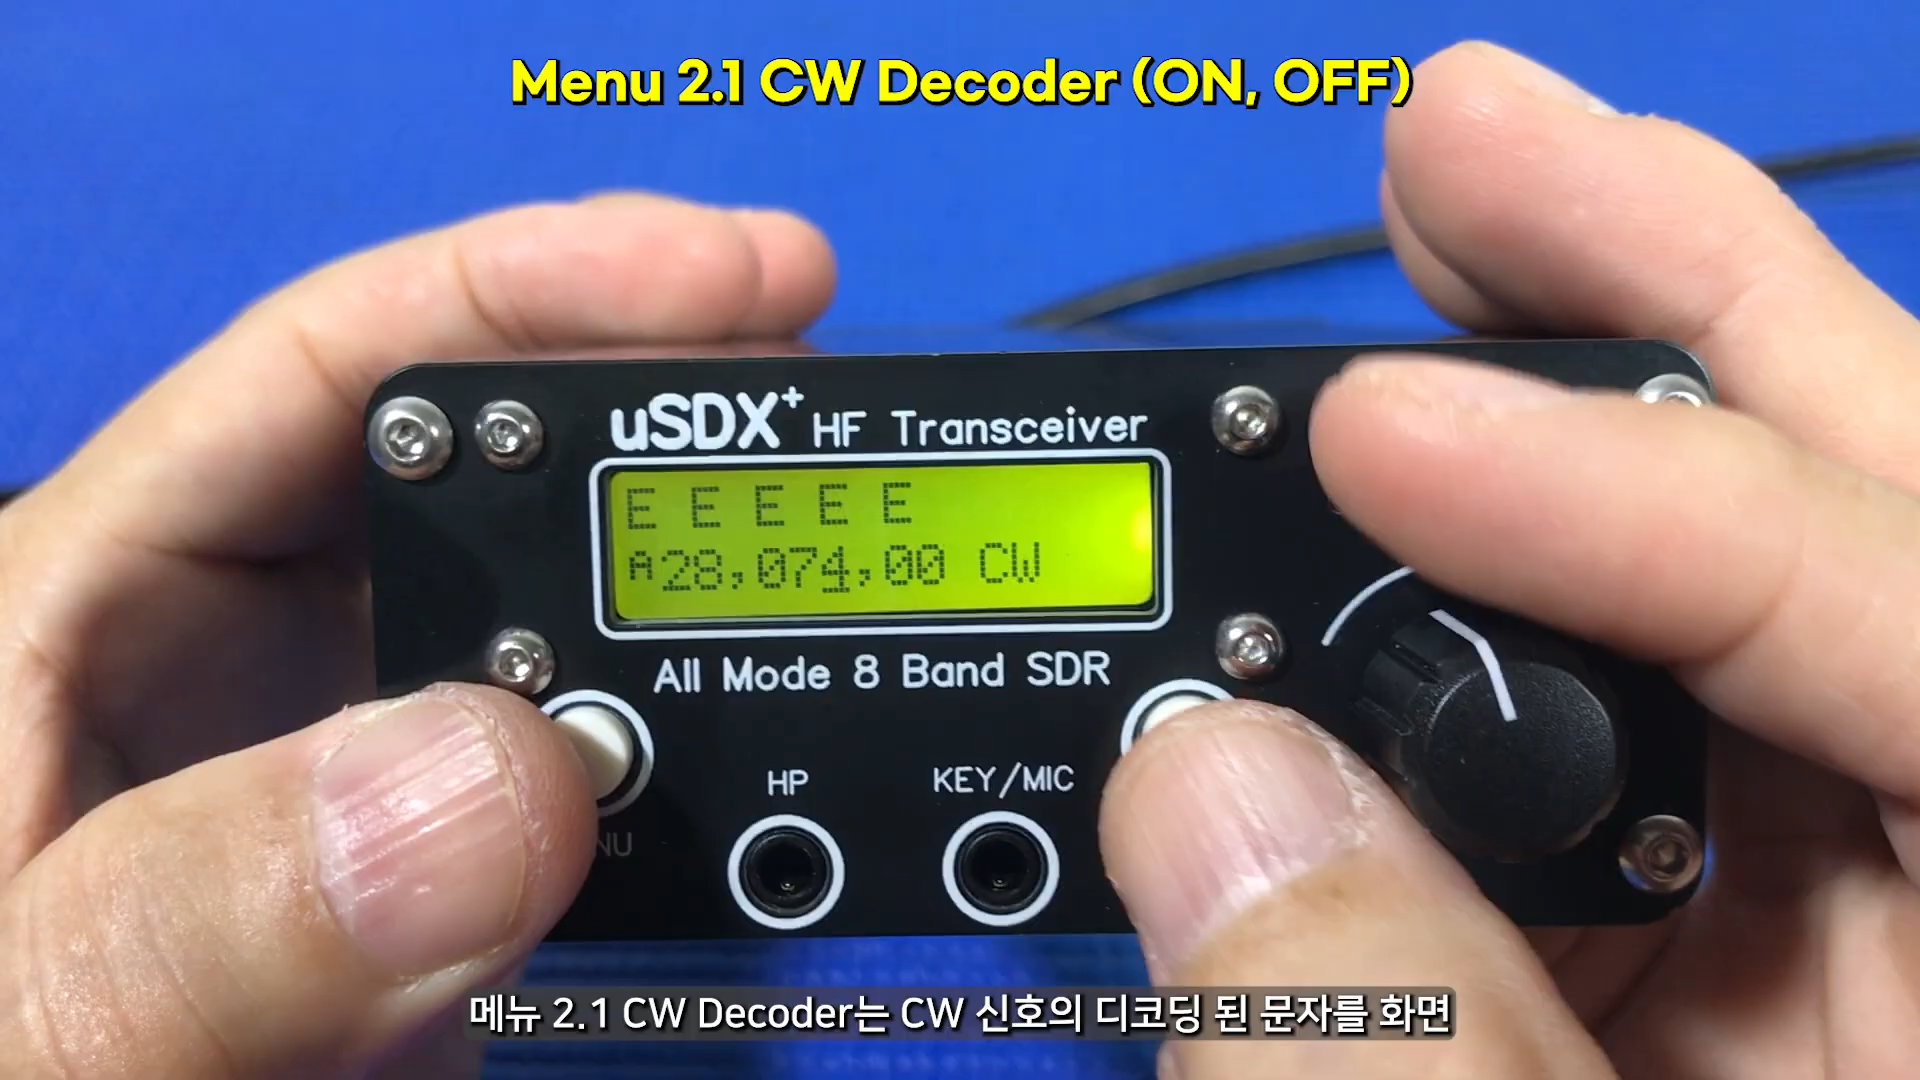 Menu 2.1 CW Decoder (ON, OFF)
uSDX+ HF Transceiver
E E E E E
A28,074,00 CW
All Mode 8 Band SDR
HP
KEY/MIC
NU
메뉴 2.1 CW Decoder는 CW 신호의 디코딩 된 문자를 화면